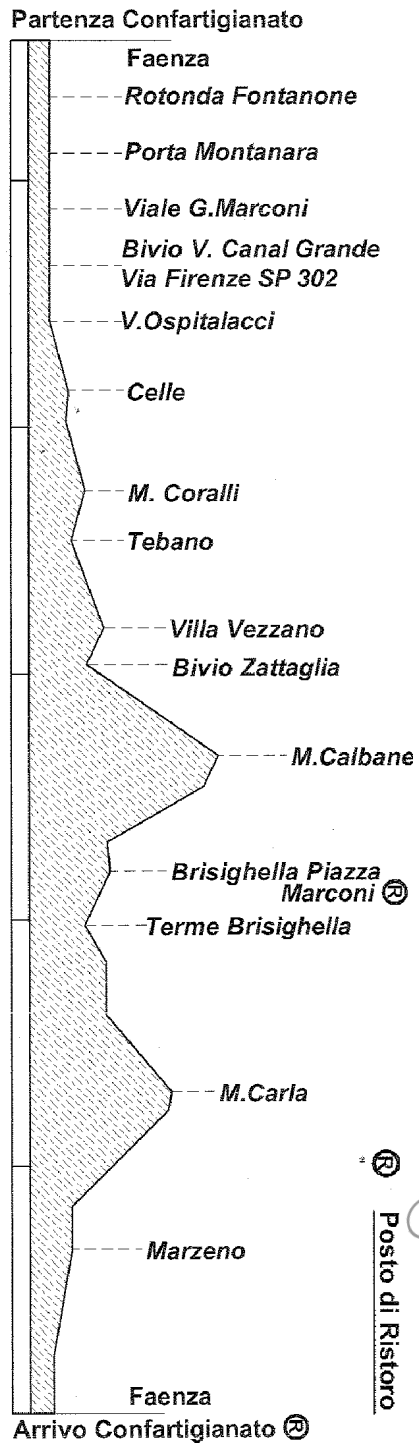 Partenza Confartigianato
Faenza
Rotonda Fontanone
Porta Montanara
Viale G.Marconi
Bivio V. Canal Grande
Via Firenze SP 302
V.Ospitalacci
Celle
M. Coralli
Tebano
Villa Vezzano
Bivio Zattaglia
M.Calbane
Brisighella Piazza
Marconi Ⓡ
Terme Brisighella
M.Carla
Ⓡ Posto di Ristoro
Marzeno
Faenza
Arrivo Confartigianato Ⓡ